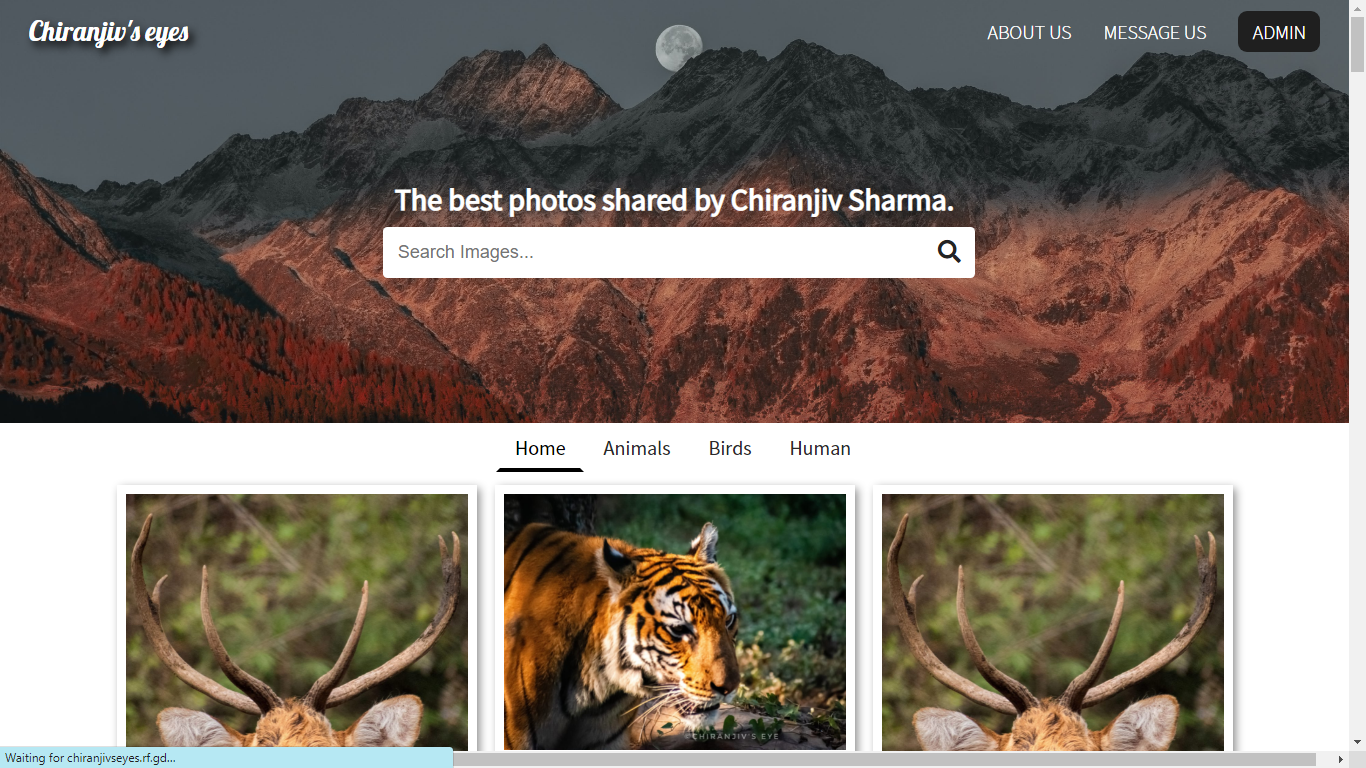 Chiranjiv's eyes
ABOUT US
MESSAGE US
ADMIN
The best photos shared by Chiranjiv Sharma.
Search Images...
Home
Animals
Birds
Human
©CHIRANJIV'S EYE
Waiting for chiranjivseyes.rf.gd...